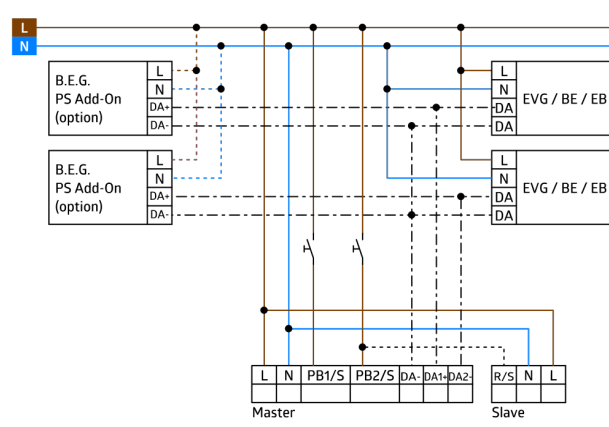 L
N
B.E.G.
PS Add-On
(option)
L
N
DA+
DA-
L
N
DA
DA
EVG / BE / EB
B.E.G.
PS Add-On
(option)
L
N
DA+
DA-
L
N
DA
DA
EVG / BE / EB
L N PB1/S PB2/S DA- DA1+ DA2-
R/S N L
Master
Slave